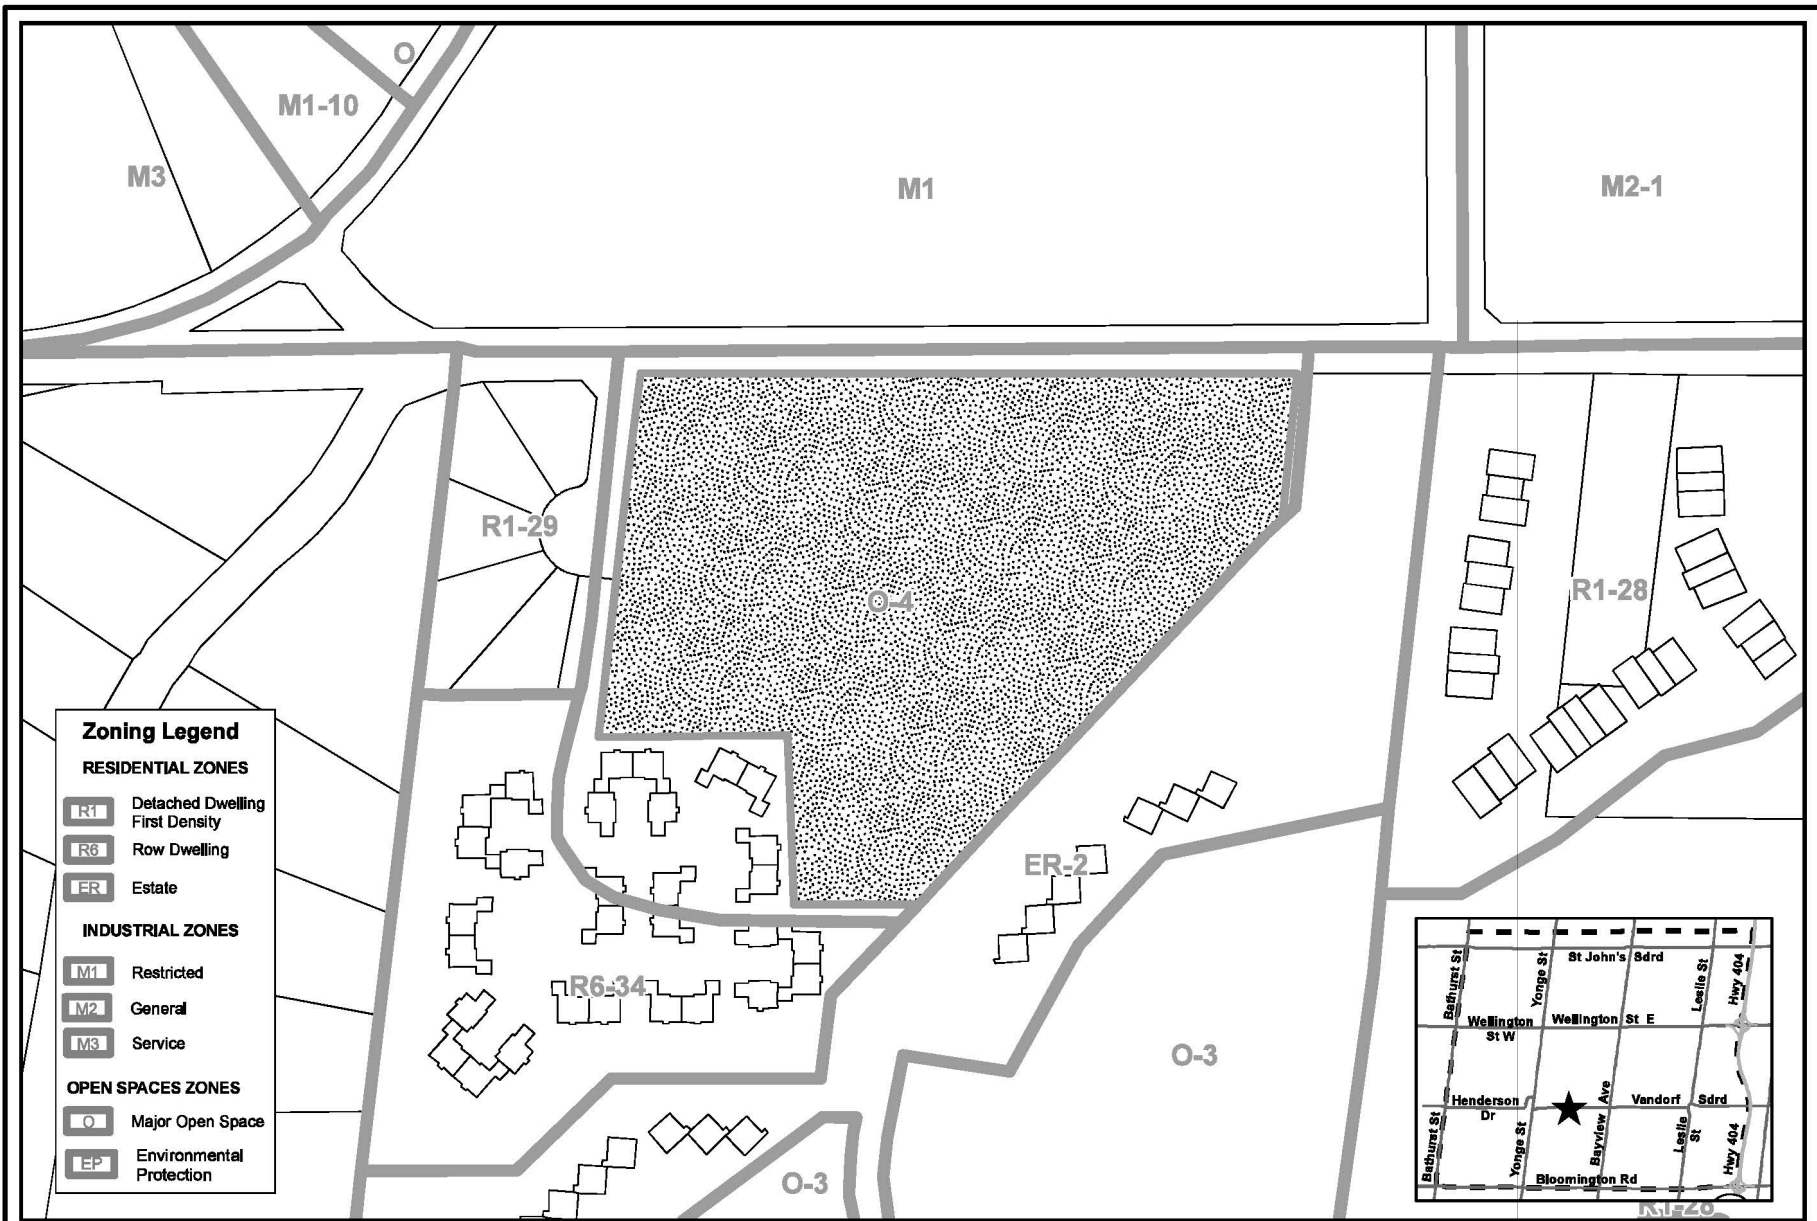 O
M1-10
M3
M1
M2-1
R1-29
O-4
R1-28
ER-2
R6-34
O-3
O-3
R1-28
Zoning Legend
RESIDENTIAL ZONES
R1 Detached Dwelling
First Density
R6 Row Dwelling
ER Estate
INDUSTRIAL ZONES
M1 Restricted
M2 General
M3 Service
OPEN SPACES ZONES
O Major Open Space
EP Environmental
Protection
St John's Sdrd
Bathurst St
Yonge St
Leslie St
Hwy 404
Wellington
St W
Wellington St E
Henderson
Dr
Bayview Ave
Vandorf Sdrd
Bathurst St
Yonge St
Leslie
St
Hwy 404
Bloomington Rd